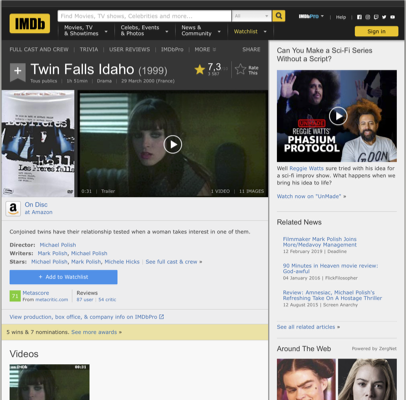 IMDb
Find Movies, TV shows, Celebrities and more...
All
IMDbPro
Help
Movies, TV & Showtimes
Celebs, Events & Photos
News & Community
Watchlist
Sign in
FULL CAST AND CREW | TRIVIA | USER REVIEWS | IMDbPro | MORE
SHARE
Twin Falls Idaho (1999)
7,3
Rate This
Tous publics | 1h 51min | Drama | 29 March 2000 (France)
Les Frères Falls
0:31 | Trailer
1 VIDEO | 11 IMAGES
On Disc
at Amazon
Conjoined twins have their relationship tested when a woman takes interest in one of them.
Director: Michael Polish
Writers: Mark Polish, Michael Polish
Stars: Michael Polish, Mark Polish, Michele Hicks | See full cast & crew »
+ Add to Watchlist
Metascore
From metacritic.com
Reviews
97 user | 54 critic
View production, box office, & company info on IMDbPro
5 wins & 7 nominations. See more awards »
Videos
Can You Make a Sci-Fi Series
Without a Script?
REGGIE WATTS'
PHASIUM
PROTOCOL
Well Reggie Watts sure tried with his idea for
a sci-fi improv show. What happens when we
bring his idea to life?
Watch now on "UnMade" »
Related News
Filmmaker Mark Polish Joins
More/Medavoy Management
12 February 2019 | Deadline
90 Minutes in Heaven movie review:
God-awful
04 January 2016 | FlickFilosopher
Review: Amnesiac, Michael Polish's
Refreshing Take On A Hostage Thriller
12 August 2015 | Screen Anarchy
See all related articles »
Around The Web
Powered by ZergNet